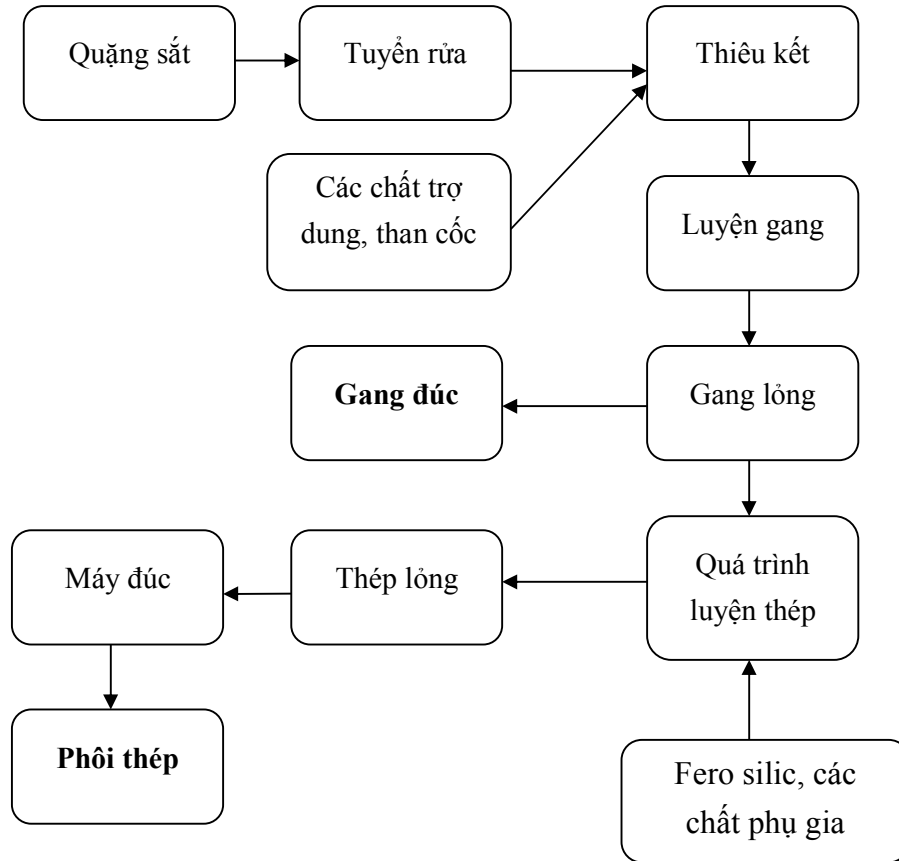 Quặng sắt
Tuyển rửa
Thiêu kết
Các chất trợ
dung, than cốc
Luyện gang
Gang đúc
Gang lỏng
Máy đúc
Thép lỏng
Quá trình
luyện thép
Phôi thép
Fero silic, các
chất phụ gia